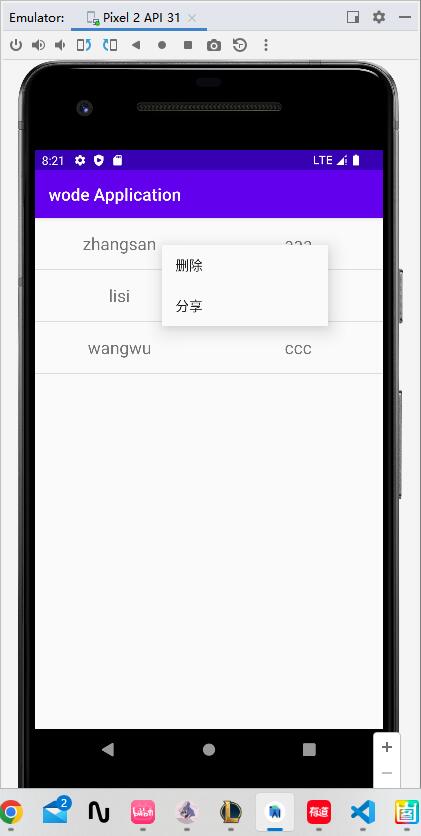 Emulator: Pixel 2 API 31
8:21 LTE
wode Application
zhangsan
删除
lisi
分享
wangwu ccc
2
bilibili
AI
有道